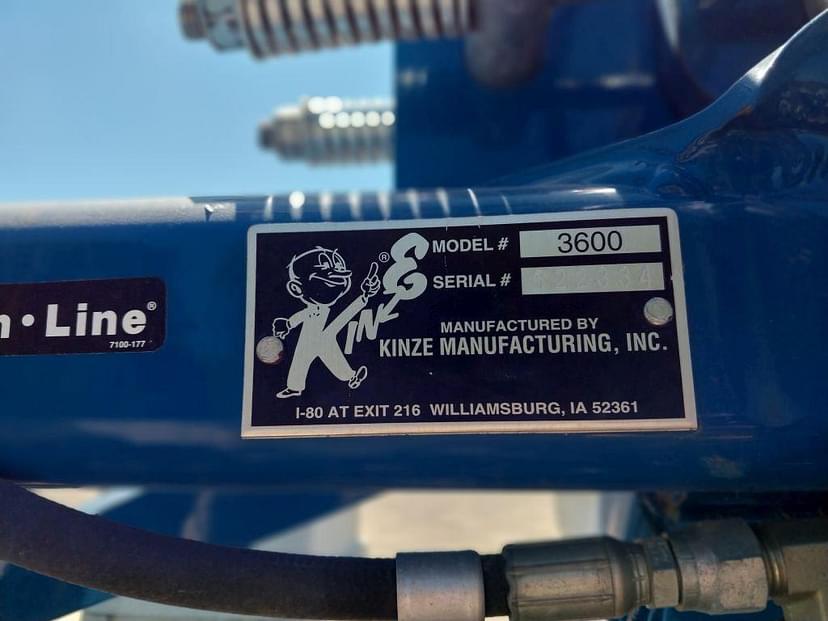 n • Line®
7100-177
MODEL # 3600
SERIAL #
KINZE®
MANUFACTURED BY
KINZE MANUFACTURING, INC.
I-80 AT EXIT 216 WILLIAMSBURG, IA 52361